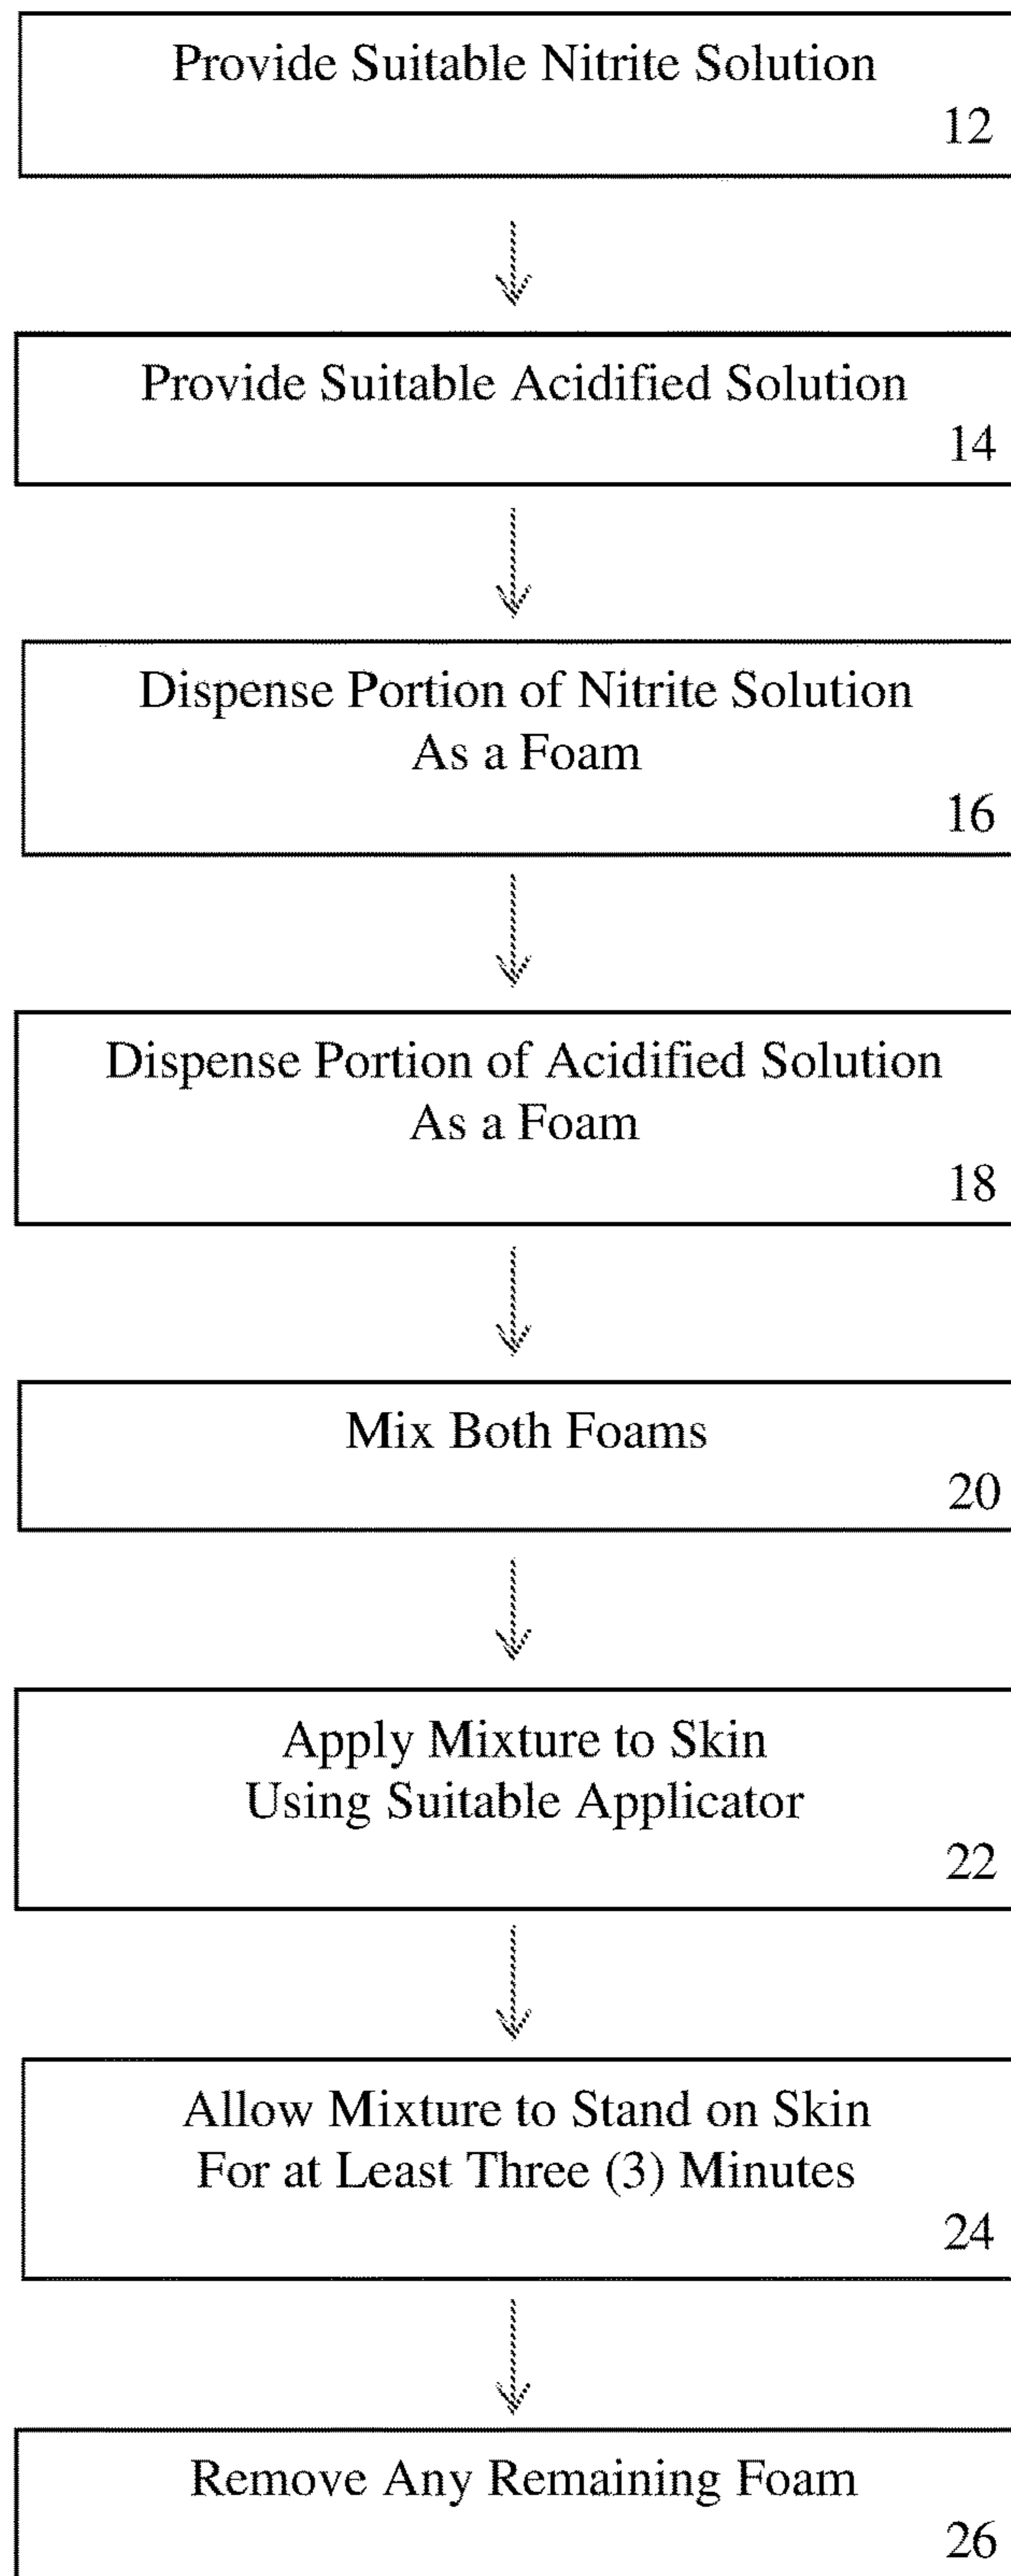 Provide Suitable Nitrite Solution
12
Provide Suitable Acidified Solution
14
Dispense Portion of Nitrite Solution
As a Foam
16
Dispense Portion of Acidified Solution
As a Foam
18
Mix Both Foams
20
Apply Mixture to Skin
Using Suitable Applicator
22
Allow Mixture to Stand on Skin
For at Least Three (3) Minutes
24
Remove Any Remaining Foam
26